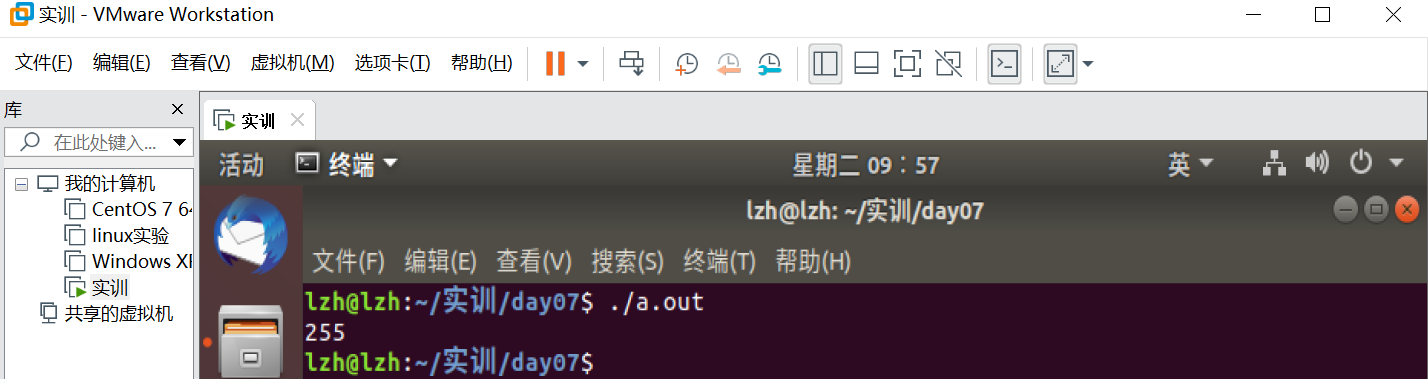 实训 - VMware Workstation
文件(F) 编辑(E) 查看(V) 虚拟机(M) 选项卡(T) 帮助(H)
库
在此处键入...
我的计算机
CentOS 7 64
linux实验
Windows XP
实训
共享的虚拟机
实训
活动 终端 星期二 09：57 英
lzh@lzh: ~/实训/day07
文件(F) 编辑(E) 查看(V) 搜索(S) 终端(T) 帮助(H)
lzh@lzh:~/实训/day07$ ./a.out
255
lzh@lzh:~/实训/day07$